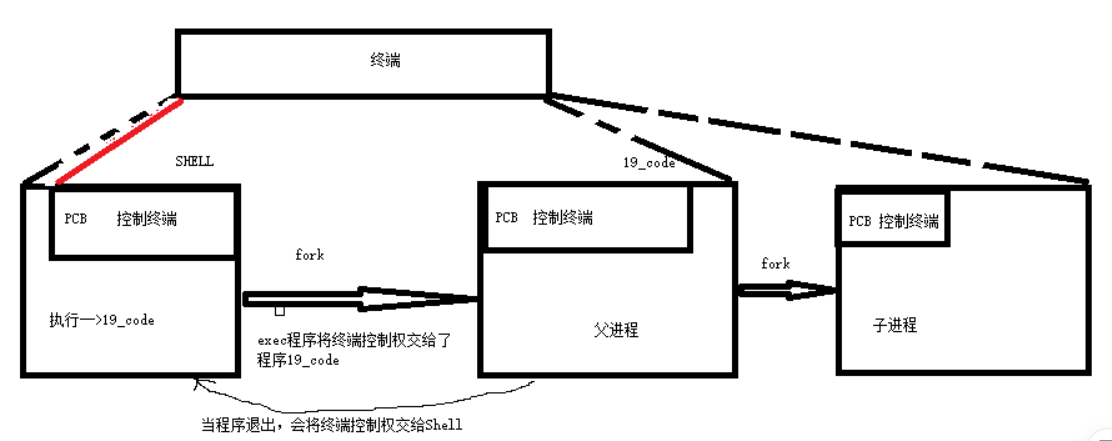 终端
SHELL
19_code
PCB 控制终端
PCB 控制终端
PCB 控制终端
fork
fork
执行—>19_code
exec程序将终端控制权交给了
程序19_code
父进程
子进程
当程序退出，会将终端控制权交给Shell